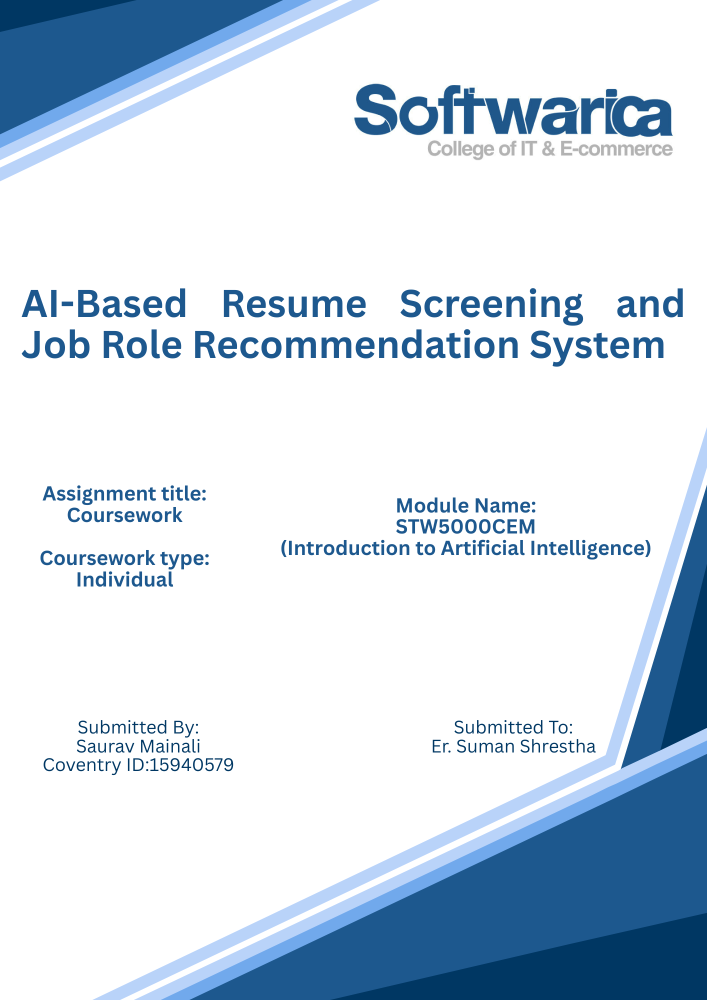 Softwarica
College of IT & E-commerce
AI-Based Resume Screening and
Job Role Recommendation System
Assignment title:
Coursework
Coursework type:
Individual
Module Name:
STW5000CEM
(Introduction to Artificial Intelligence)
Submitted By:
Saurav Mainali
Coventry ID:15940579
Submitted To:
Er. Suman Shrestha